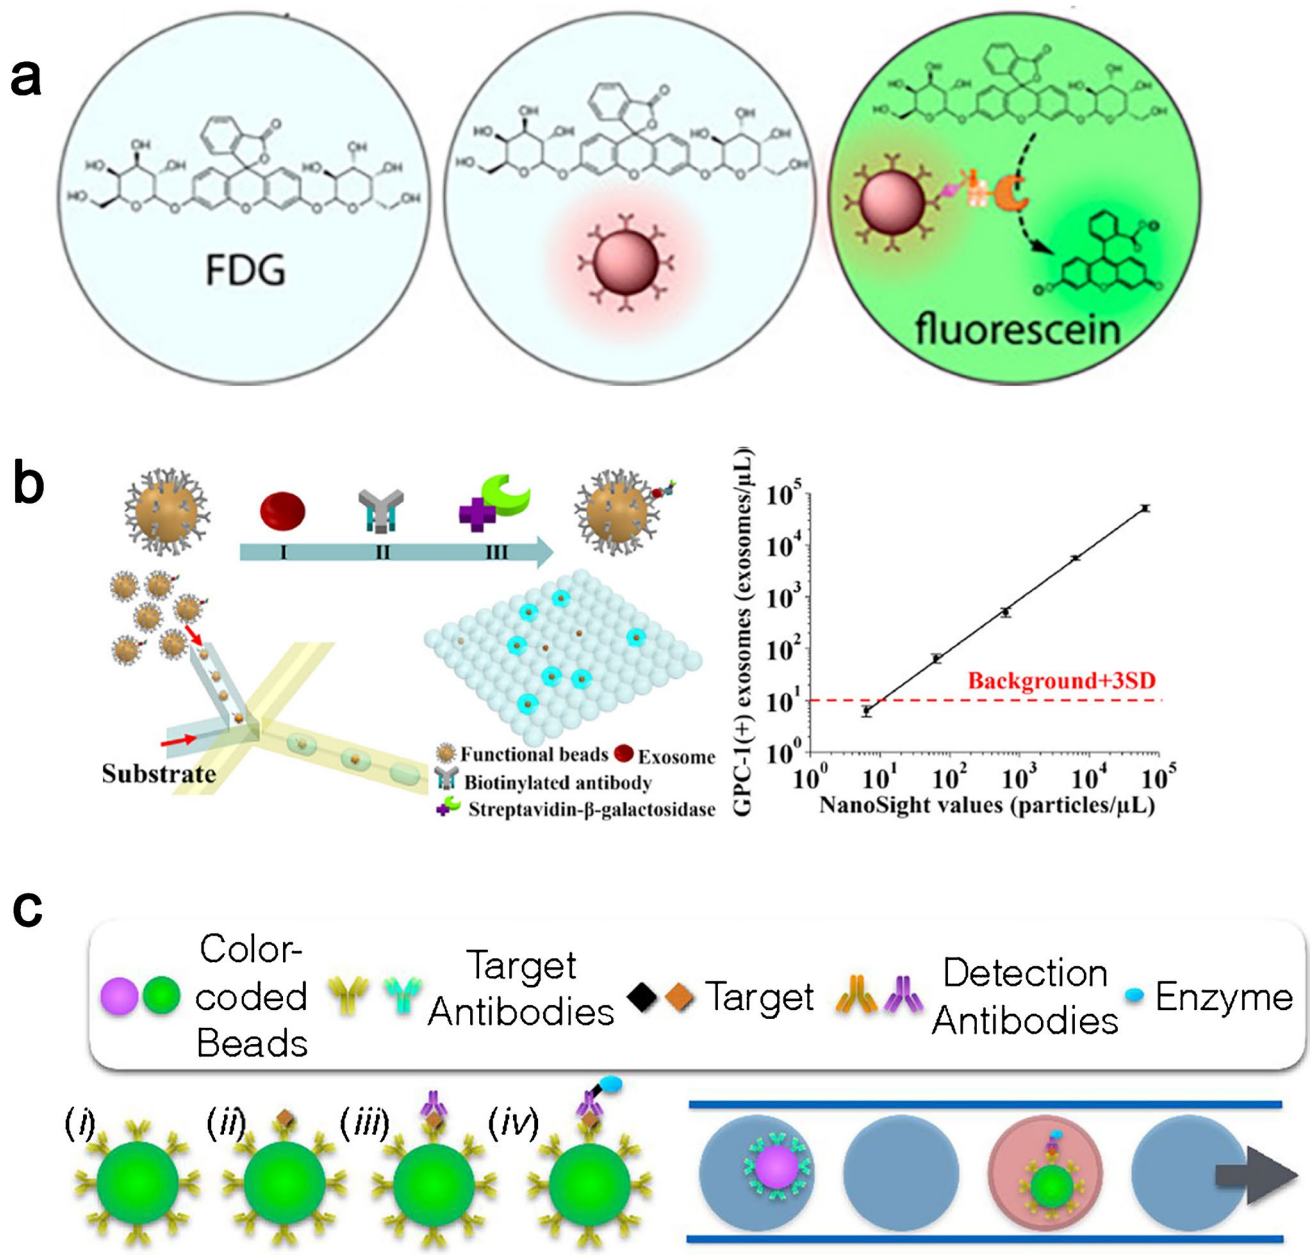 a
FDG
fluorescein
b
I
II
III
Substrate
Functional beads
Exosome
Biotinylated antibody
Streptavidin-β-galactosidase
GPC-1(+) exosomes (exosomes/μL)
10⁵
10⁴
10³
10²
10¹
10⁰
Background+3SD
10⁰ 10¹ 10² 10³ 10⁴ 10⁵
NanoSight values (particles/μL)
c
Color-
coded
Beads
Target
Antibodies
Target
Detection
Antibodies
Enzyme
(i)
(ii)
(iii)
(iv)